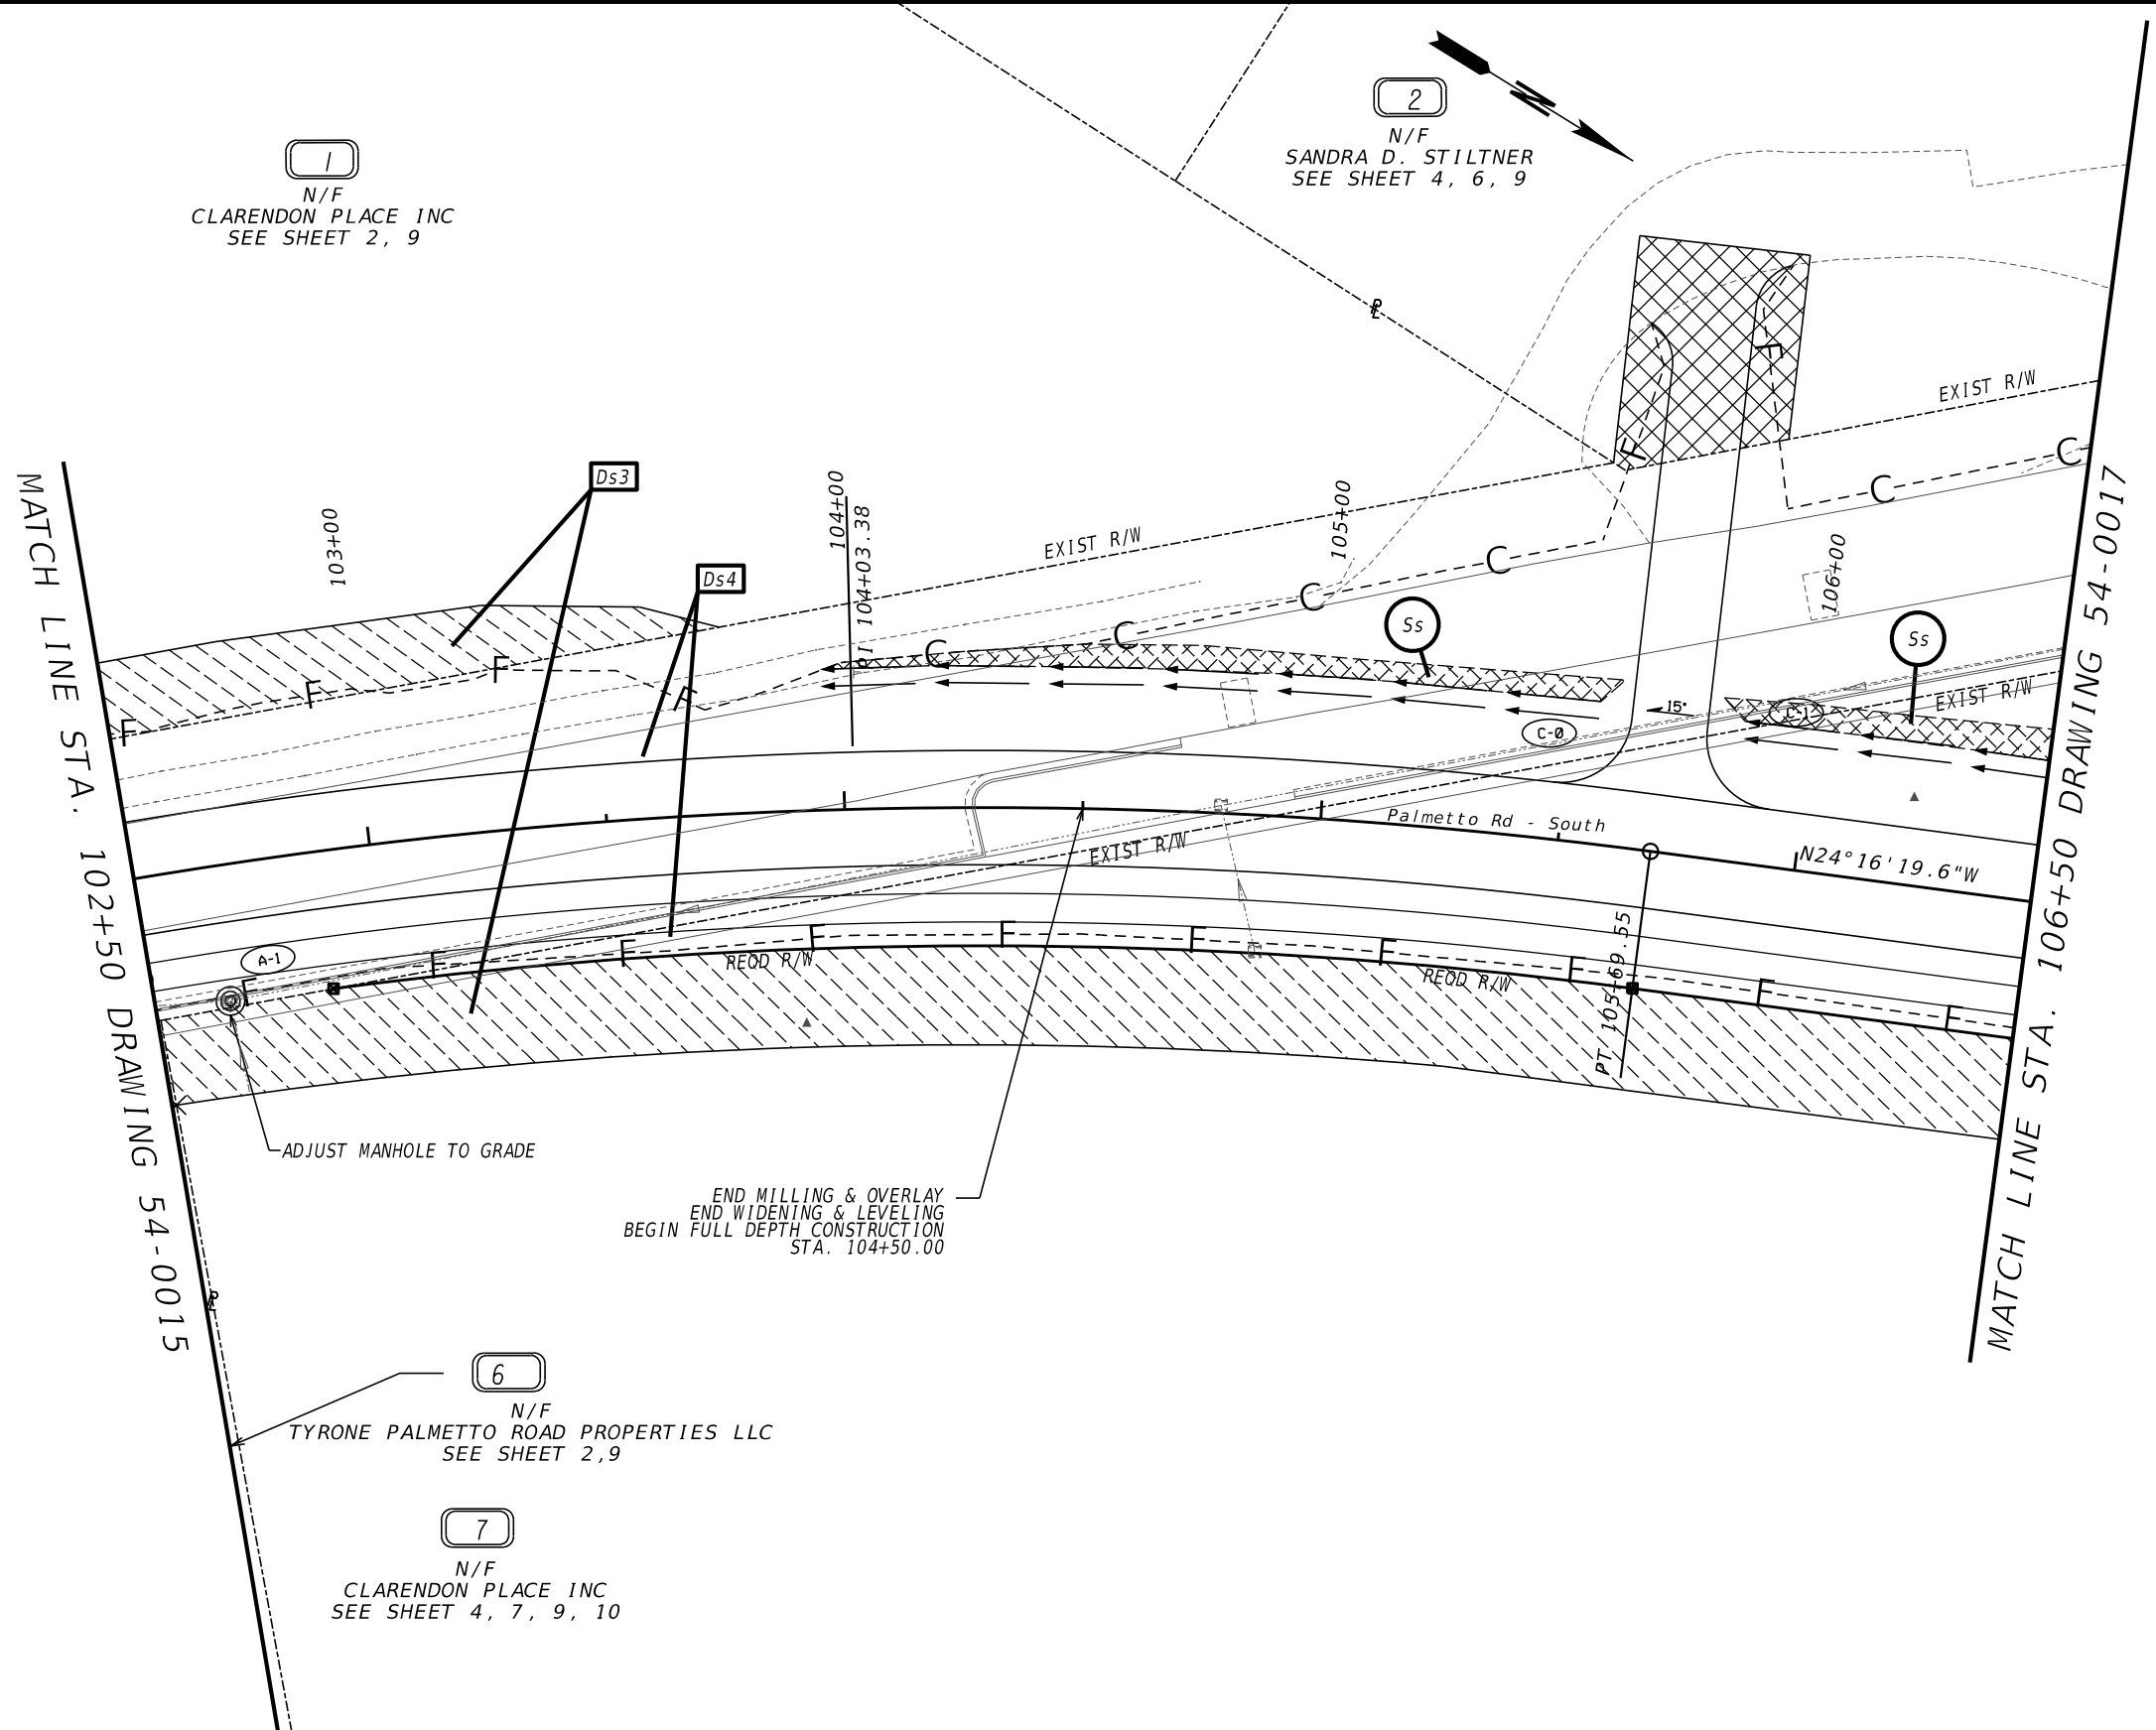 1
N/F
CLARENDON PLACE INC
SEE SHEET 2, 9
2
N/F
SANDRA D. STILTNER
SEE SHEET 4, 6, 9
N
PL
EXIST R/W
MATCH LINE STA. 102+50 DRAWING 54-0015
103+00
Ds3
Ds4
104+00
PI 104+03.38
EXIST R/W
105+00
106+00
C
C
C
C
C
C
F
F
F
F
F
F
Ss
Ss
15"
C-0
C-1
EXIST R/W
EXIST R/W
Palmetto Rd - South
N24°16'19.6"W
A-1
REQD R/W
REQD R/W
PT 105+69.55
MATCH LINE STA. 106+50 DRAWING 54-0017
ADJUST MANHOLE TO GRADE
END MILLING & OVERLAY
END WIDENING & LEVELING
BEGIN FULL DEPTH CONSTRUCTION
STA. 104+50.00
PL
6
N/F
TYRONE PALMETTO ROAD PROPERTIES LLC
SEE SHEET 2,9
7
N/F
CLARENDON PLACE INC
SEE SHEET 4, 7, 9, 10